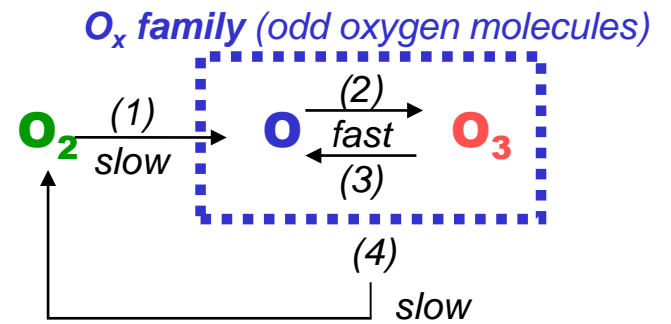 Oₓ family (odd oxygen molecules)
(1) (2)
O₂ O fast O₃
slow (3)
(4)
slow